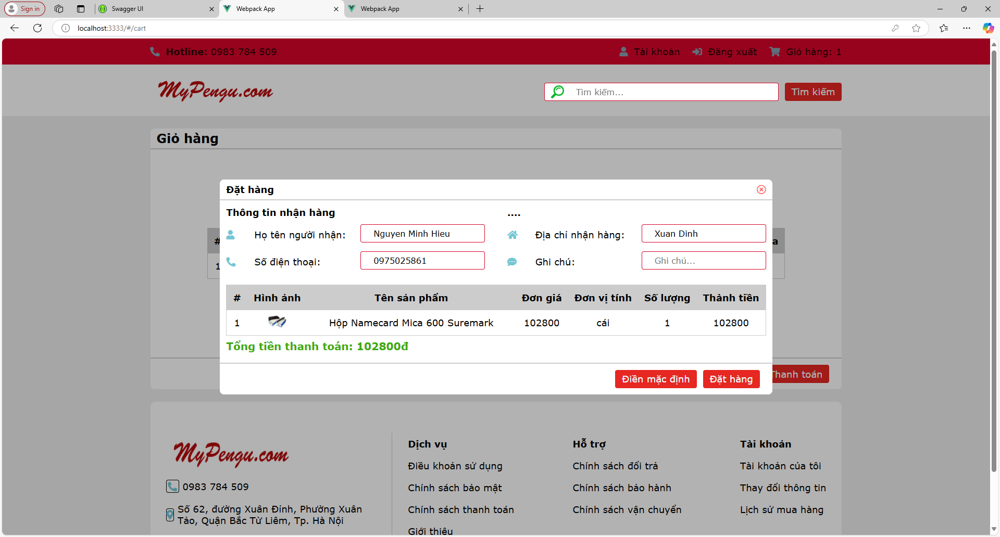 Sign in
Swagger UI
Webpack App
Webpack App
localhost:3333/#/cart
Hotline: 0983 784 509
Tài khoản
Đăng xuất
Giỏ hàng: 1
MyPengu.com
Tìm kiếm...
Tìm kiếm
Giỏ hàng
Đặt hàng
Thông tin nhận hàng
....
Họ tên người nhận:
Nguyen Minh Hieu
Địa chỉ nhận hàng:
Xuan Dinh
Số điện thoại:
0975025861
Ghi chú:
Ghi chú...
#
a
1
# Hình ảnh Tên sản phẩm Đơn giá Đơn vị tính Số lượng Thành tiền
1 Hộp Namecard Mica 600 Suremark 102800 cái 1 102800
Tổng tiền thanh toán: 102800đ
Điền mặc định
Đặt hàng
Thanh toán
MyPengu.com
0983 784 509
Số 62, đường Xuân Đỉnh, Phường Xuân
Tảo, Quận Bắc Từ Liêm, Tp. Hà Nội
Dịch vụ
Điều khoản sử dụng
Chính sách bảo mật
Chính sách thanh toán
Giới thiệu
Hỗ trợ
Chính sách đổi trả
Chính sách bảo hành
Chính sách vận chuyển
Tài khoản
Tài khoản của tôi
Thay đổi thông tin
Lịch sử mua hàng